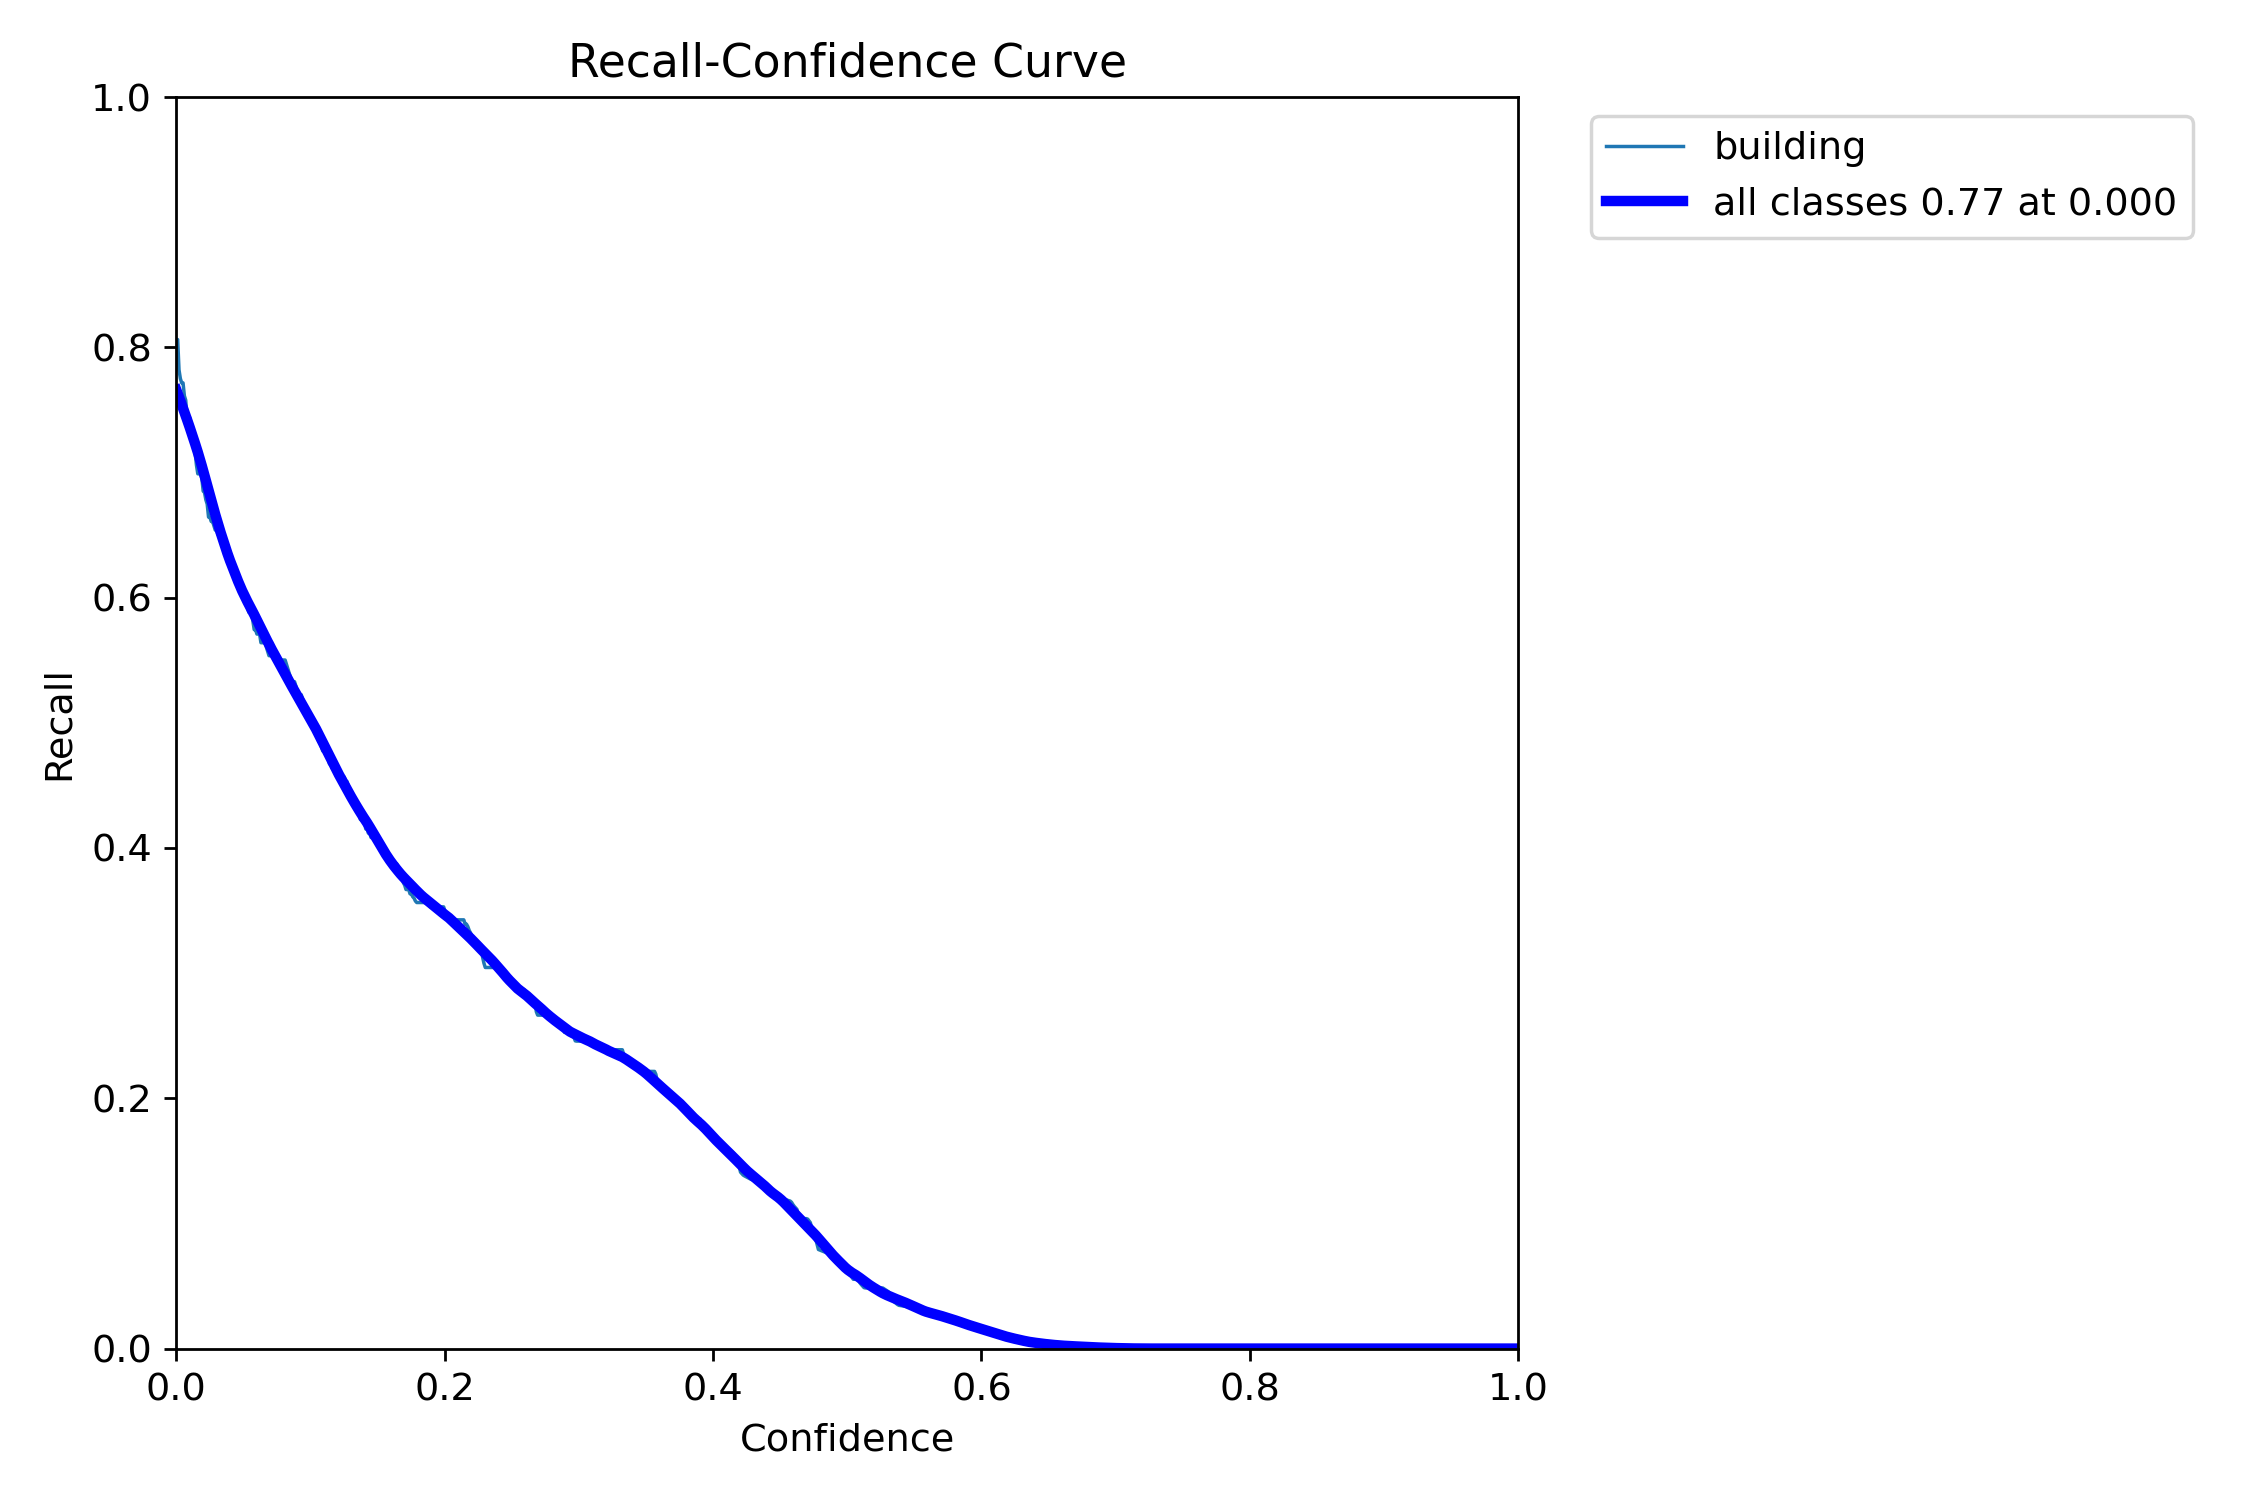 Recall-Confidence Curve
1.0
0.8
0.6
0.4
0.2
0.0
Recall
0.0 0.2 0.4 0.6 0.8 1.0
Confidence
building
all classes 0.77 at 0.000